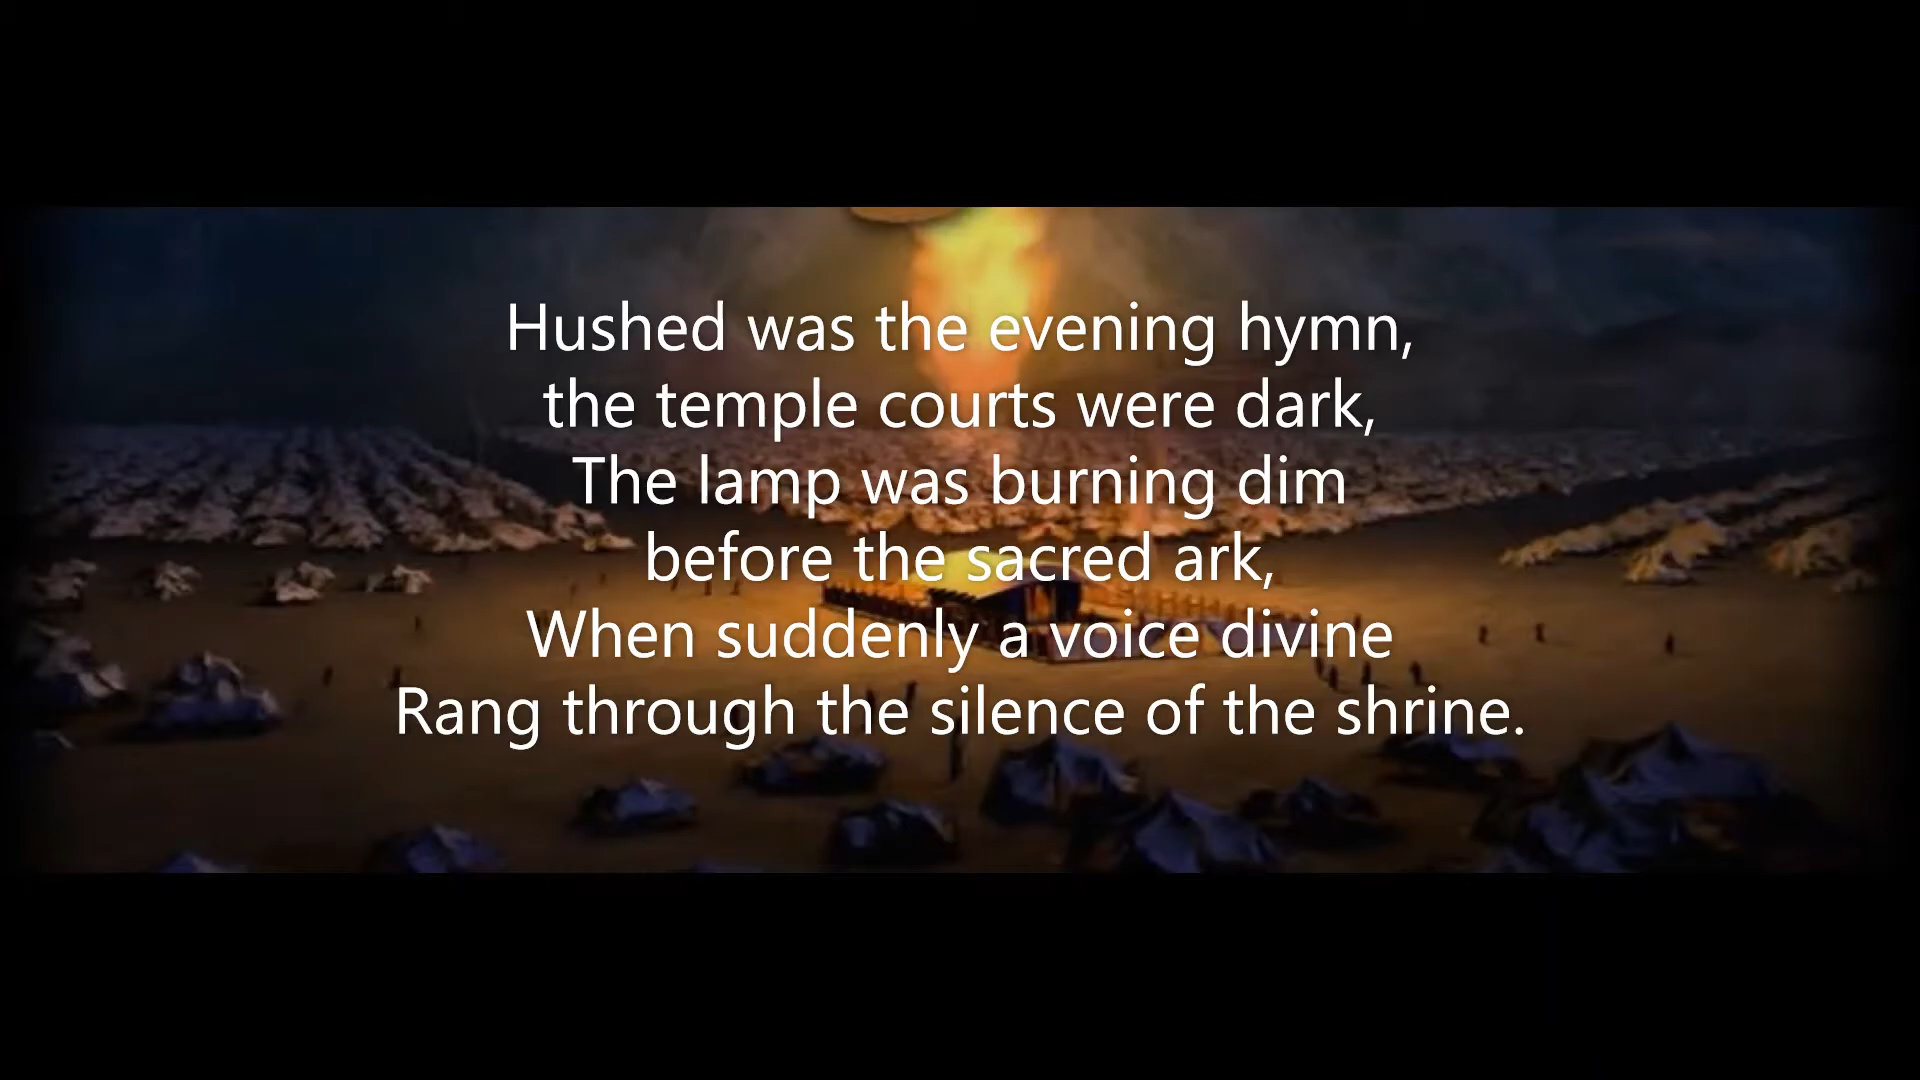 Hushed was the evening hymn,
the temple courts were dark,
The lamp was burning dim
before the sacred ark,
When suddenly a voice divine
Rang through the silence of the shrine.